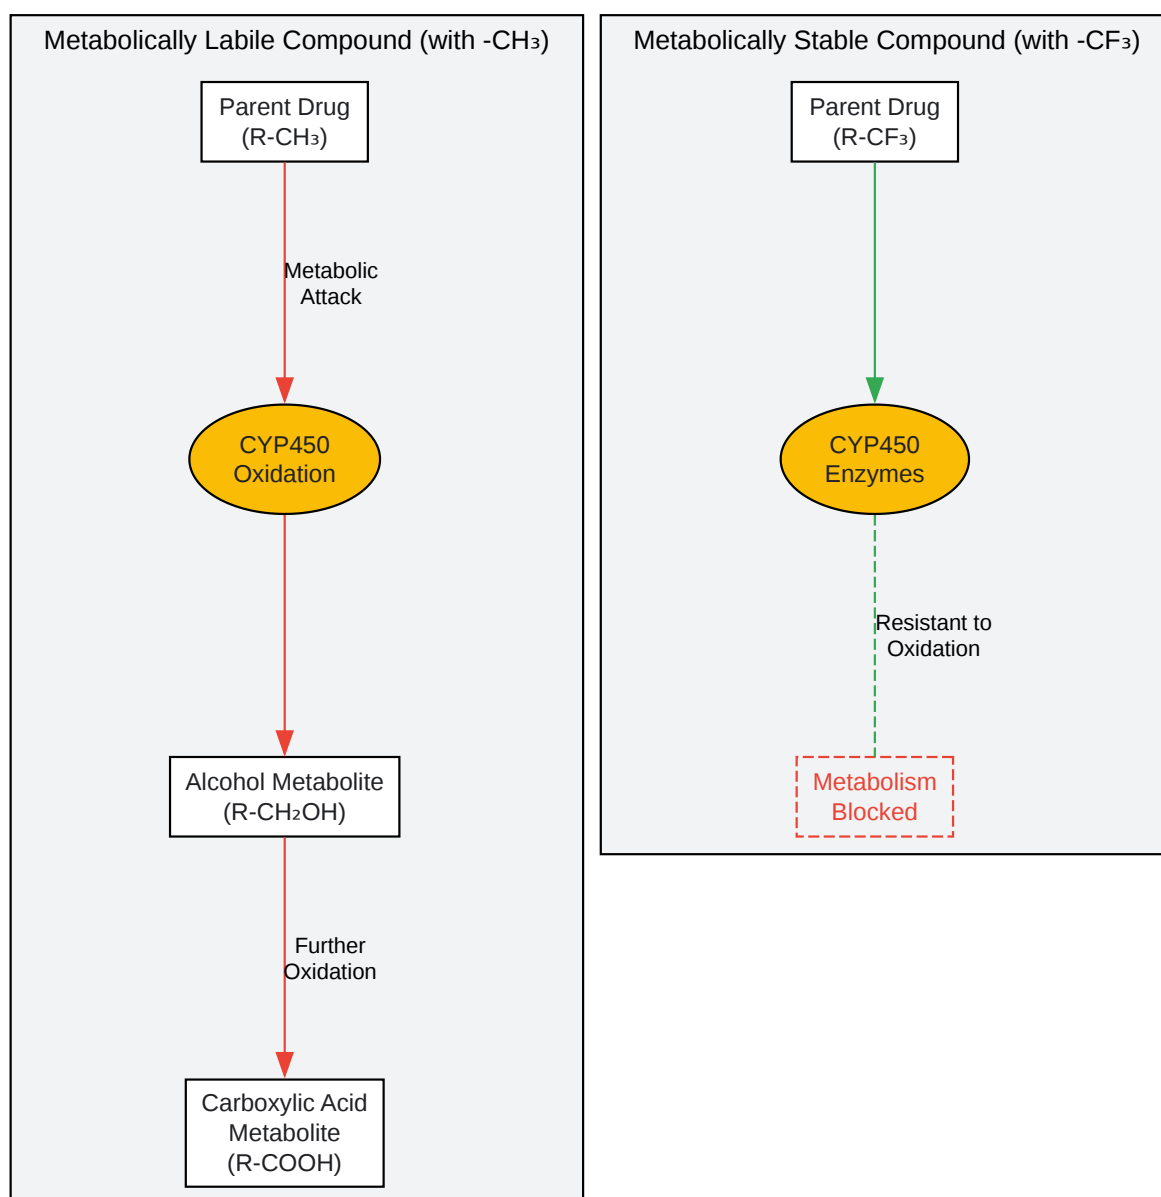 Metabolically Labile Compound (with -CH₃)
Parent Drug
(R-CH₃)
Metabolic
Attack
CYP450
Oxidation
Alcohol Metabolite
(R-CH₂OH)
Further
Oxidation
Carboxylic Acid
Metabolite
(R-COOH)
Metabolically Stable Compound (with -CF₃)
Parent Drug
(R-CF₃)
CYP450
Enzymes
Resistant to
Oxidation
Metabolism
Blocked